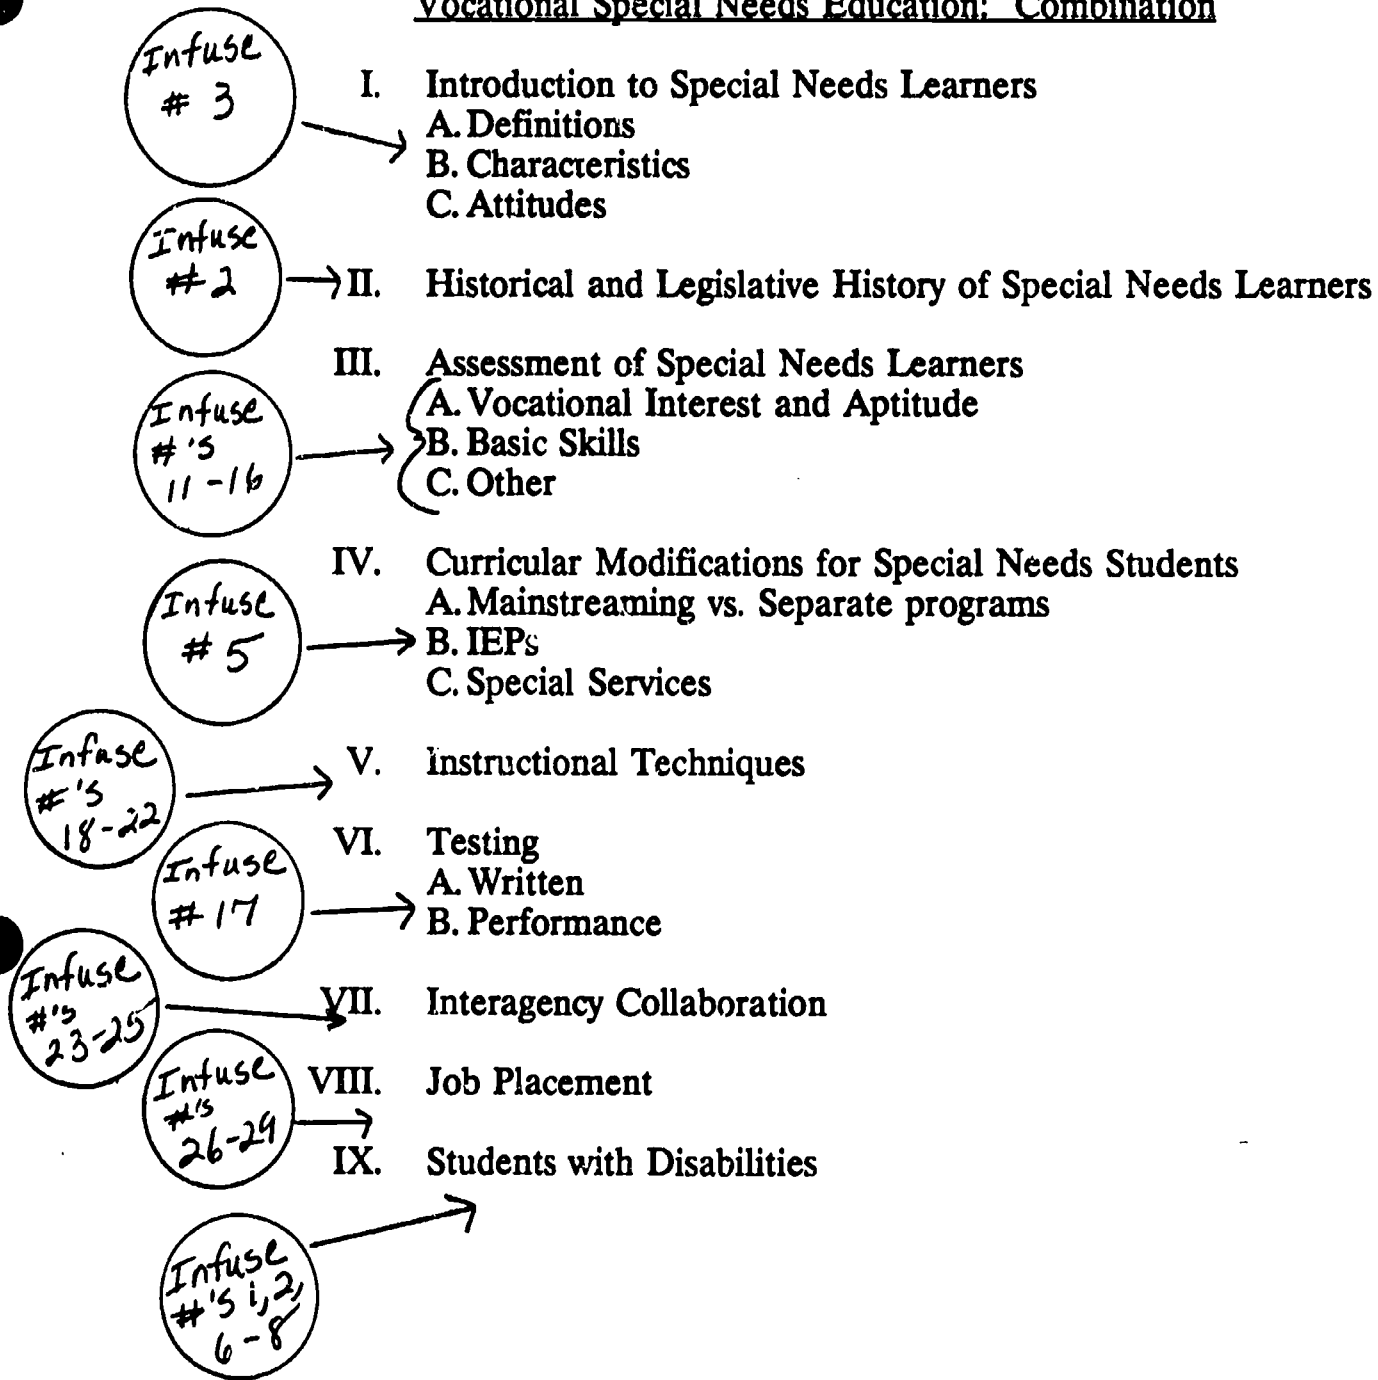 Vocational Special Needs Education: Combination
Infuse
# 3
I. Introduction to Special Needs Learners
A. Definitions
B. Characteristics
C. Attitudes
Infuse
# 2
II. Historical and Legislative History of Special Needs Learners
III. Assessment of Special Needs Learners
A. Vocational Interest and Aptitude
B. Basic Skills
C. Other
Infuse
#'s
11-16
IV. Curricular Modifications for Special Needs Students
A. Mainstreaming vs. Separate programs
B. IEPs
C. Special Services
Infuse
# 5
V. Instructional Techniques
Infuse
#'s
18-22
VI. Testing
A. Written
B. Performance
Infuse
# 17
VII. Interagency Collaboration
Infuse
#'s
23-25
VIII. Job Placement
Infuse
#'s
26-29
IX. Students with Disabilities
Infuse
#'s 1, 2,
6-8